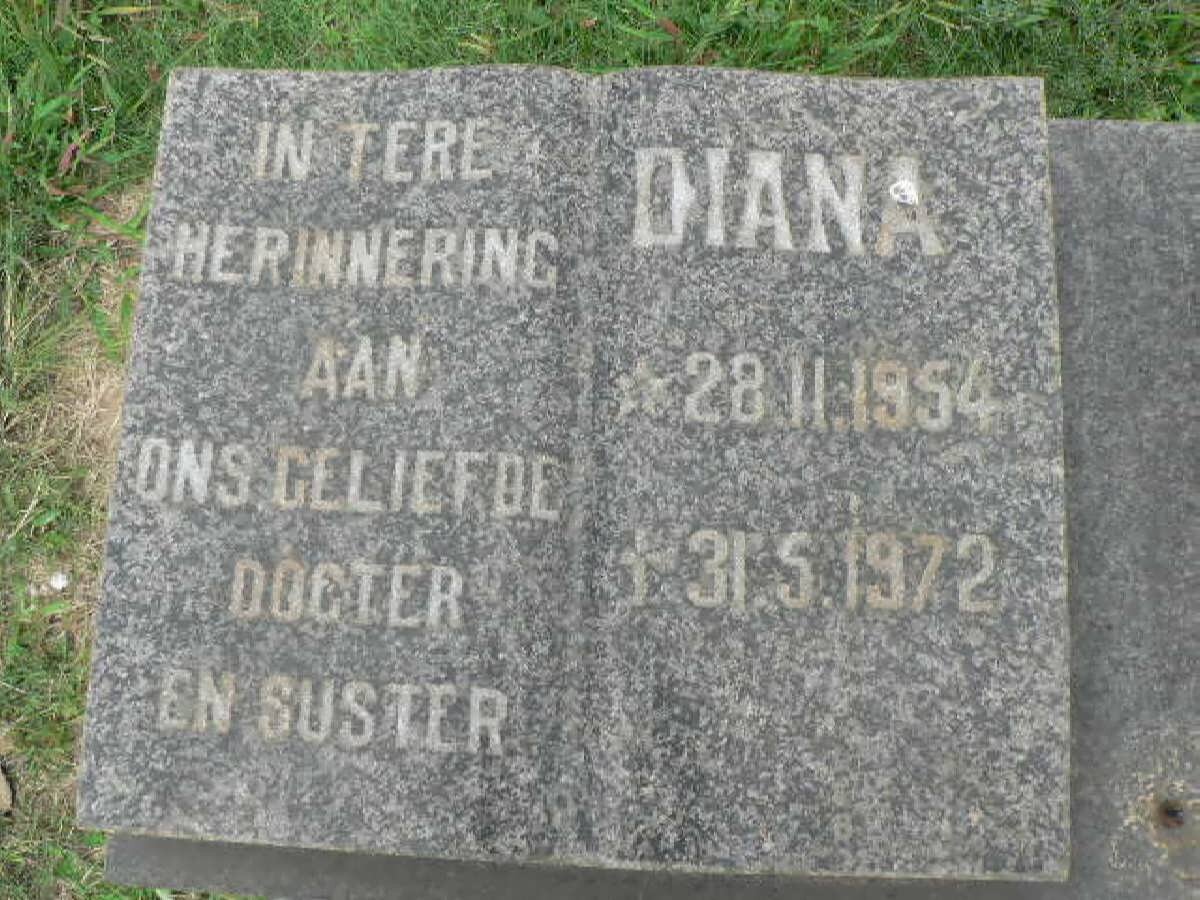 IN TERE
HERINNERING
AAN
ONS GELIEFDE
DOGTER
EN SUSTER
DIANA
☆ 28.11.1954
✝ 31.5.1972